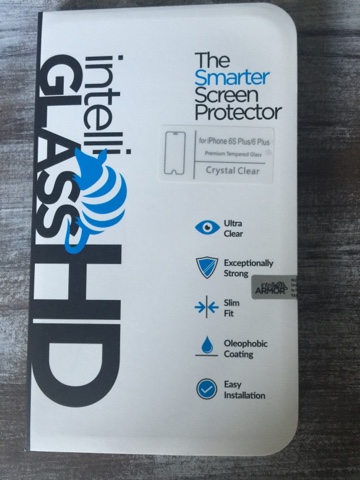 intelli
GLASS HD
The
Smarter
Screen
Protector
for iPhone 6S Plus/6 Plus
Premium Tempered Glass
Crystal Clear
Ultra
Clear
Exceptionally
Strong
Slim
Fit
Oleophobic
Coating
Easy
Installation
ARMOR